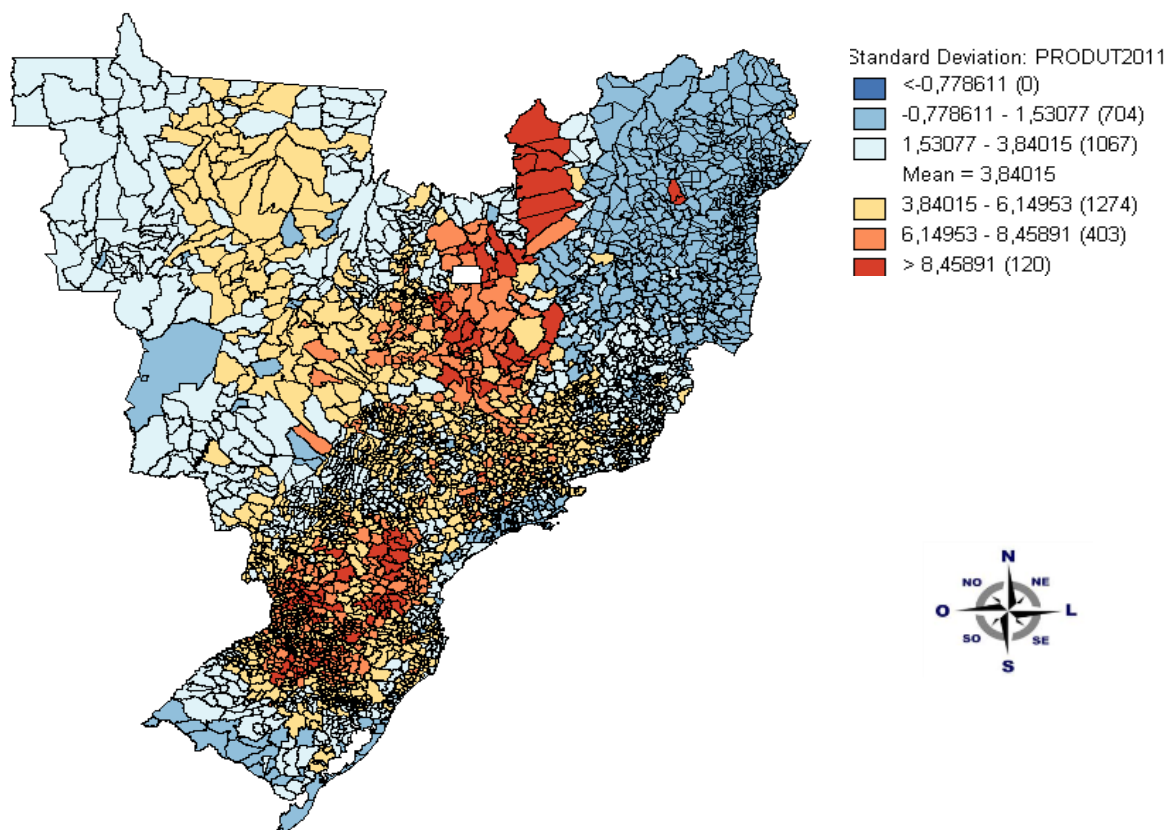 Standard Deviation: PRODUT2011
<-0,778611 (0)
-0,778611 - 1,53077 (704)
1,53077 - 3,84015 (1067)
Mean = 3,84015
3,84015 - 6,14953 (1274)
6,14953 - 8,45891 (403)
> 8,45891 (120)
N
NO NE
O L
SO SE
S